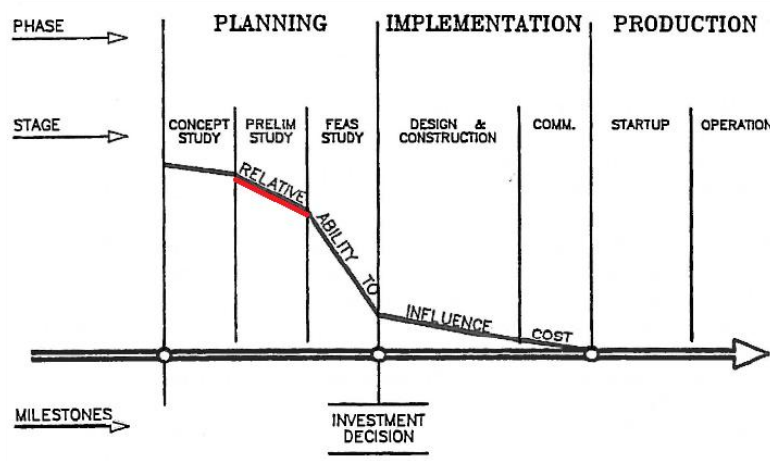 PHASE
PLANNING
IMPLEMENTATION
PRODUCTION
STAGE
CONCEPT
STUDY
PRELIM
STUDY
FEAS
STUDY
DESIGN &
CONSTRUCTION
COMM.
STARTUP
OPERATION
RELATIVE ABILITY TO INFLUENCE COST
MILESTONES
INVESTMENT
DECISION